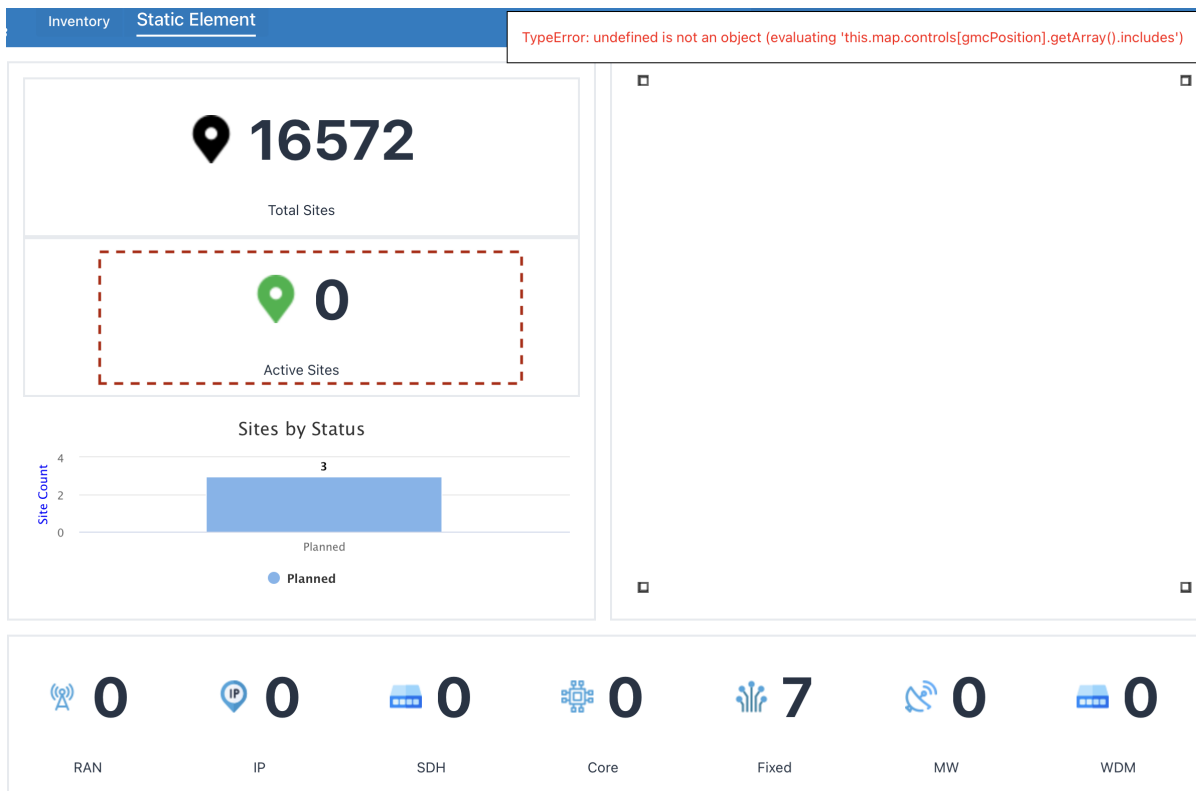 Inventory
Static Element
TypeError: undefined is not an object (evaluating 'this.map.controls[gmcPosition].getArray().includes')
16572
Total Sites
0
Active Sites
Sites by Status
Site Count
4
2
0
3
Planned
Planned
0
RAN
IP
0
IP
0
SDH
0
Core
7
Fixed
0
MW
0
WDM